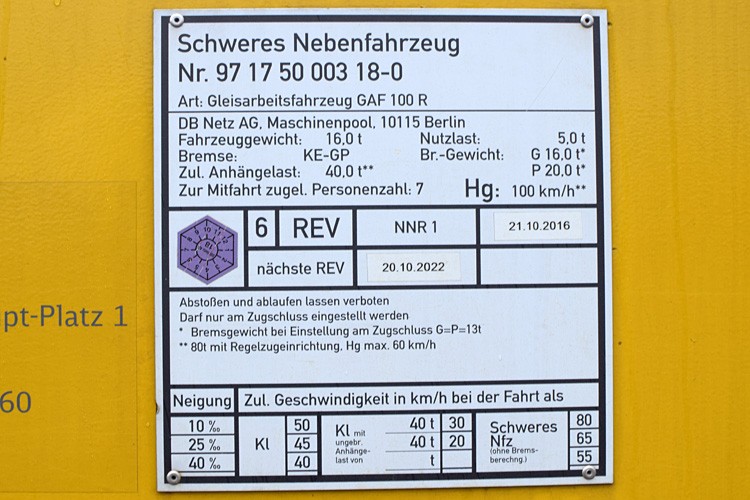 Schweres Nebenfahrzeug
Nr. 97 17 50 003 18-0
Art: Gleisarbeitsfahrzeug GAF 100 R
DB Netz AG, Maschinenpool, 10115 Berlin
Fahrzeuggewicht: 16,0 t Nutzlast: 5,0 t
Bremse: KE-GP Br.-Gewicht: G 16,0 t*
Zul. Anhängelast: 40,0 t** P 20,0 t*
Zur Mitfahrt zugel. Personenzahl: 7 Hg: 100 km/h**
6 REV NNR 1 21.10.2016
nächste REV 20.10.2022
Abstoßen und ablaufen lassen verboten
Darf nur am Zugschluss eingestellt werden
* Bremsgewicht bei Einstellung am Zugschluss G=P=13t
** 80t mit Regelzugeinrichtung. Hg max. 60 km/h
pt-Platz 1
60
Neigung Zul. Geschwindigkeit in km/h bei der Fahrt als
10 ‰ 50 40 t 30 80
25 ‰ Kl 45 Kl mit ungebr. Anhänge- last von 40 t 20 Schweres Nfz (ohne Brems- berechng.) 65
40 ‰ 40 t 55